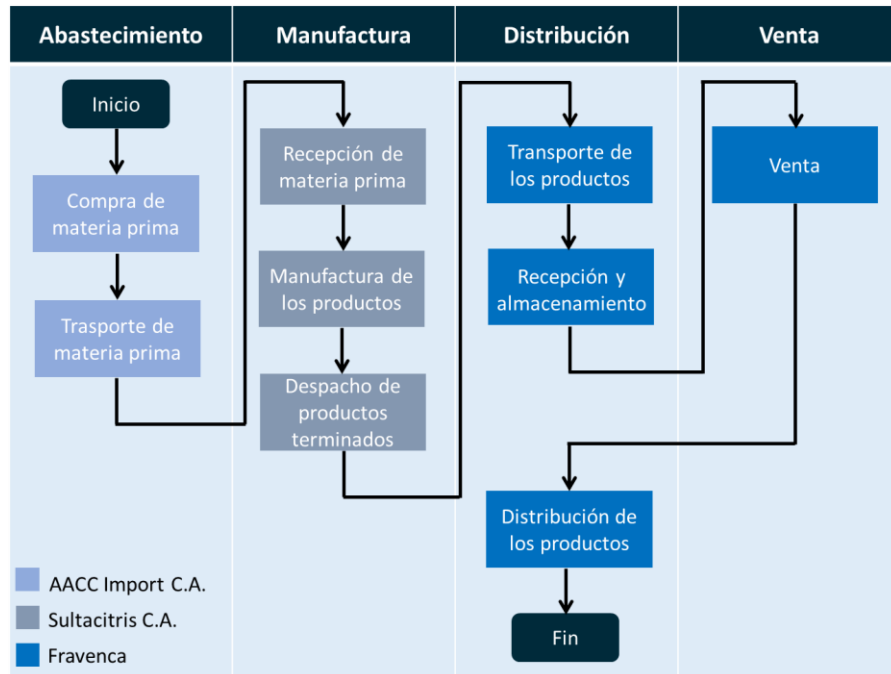 Abastecimiento
Manufactura
Distribución
Venta
Inicio
Compra de
materia prima
Trasporte de
materia prima
Recepción de
materia prima
Manufactura de
los productos
Despacho de
productos
terminados
Transporte de
los productos
Recepción y
almacenamiento
Venta
Distribución de
los productos
Fin
AACC Import C.A.
Sultacitris C.A.
Fravenca